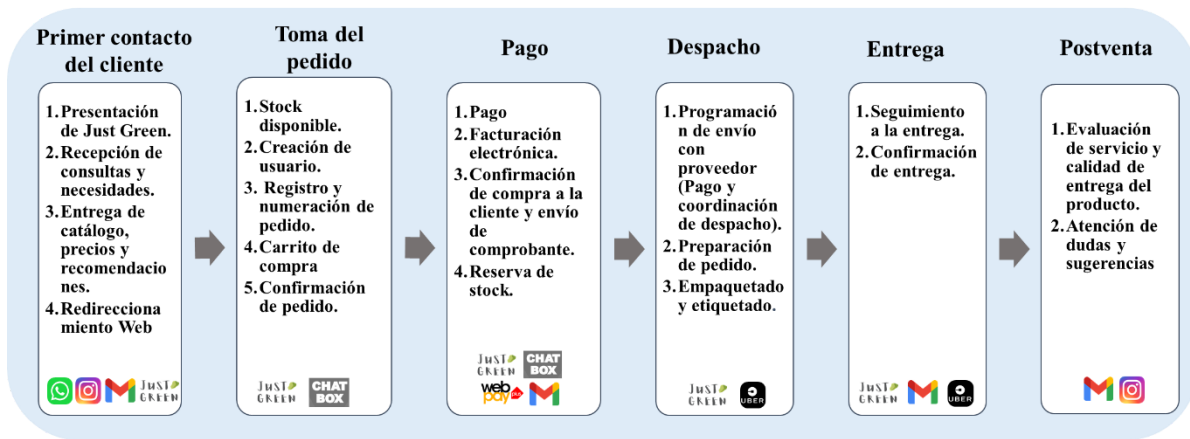 Primer contacto
del cliente
1. Presentación
de Just Green.
2. Recepción de
consultas y
necesidades.
3. Entrega de
catálogo,
precios y
recomendacio
nes.
4. Redirecciona
miento Web
JUST
GREEN
Toma del
pedido
1. Stock
disponible.
2. Creación de
usuario.
3. Registro y
numeración de
pedido.
4. Carrito de
compra
5. Confirmación
de pedido.
JUST
GREEN
CHAT
BOX
Pago
1. Pago
2. Facturación
electrónica.
3. Confirmación
de compra a la
cliente y envío
de
comprobante.
4. Reserva de
stock.
JUST
GREEN
CHAT
BOX
web
pay plus
Despacho
1. Programació
n de envío
con
proveedor
(Pago y
coordinación
de despacho).
2. Preparación
de pedido.
3. Empaquetado
y etiquetado.
JUST
GREEN
UBER
Entrega
1. Seguimiento
a la entrega.
2. Confirmación
de entrega.
JUST
GREEN
UBER
Postventa
1. Evaluación
de servicio y
calidad de
entrega del
producto.
2. Atención de
dudas y
sugerencias